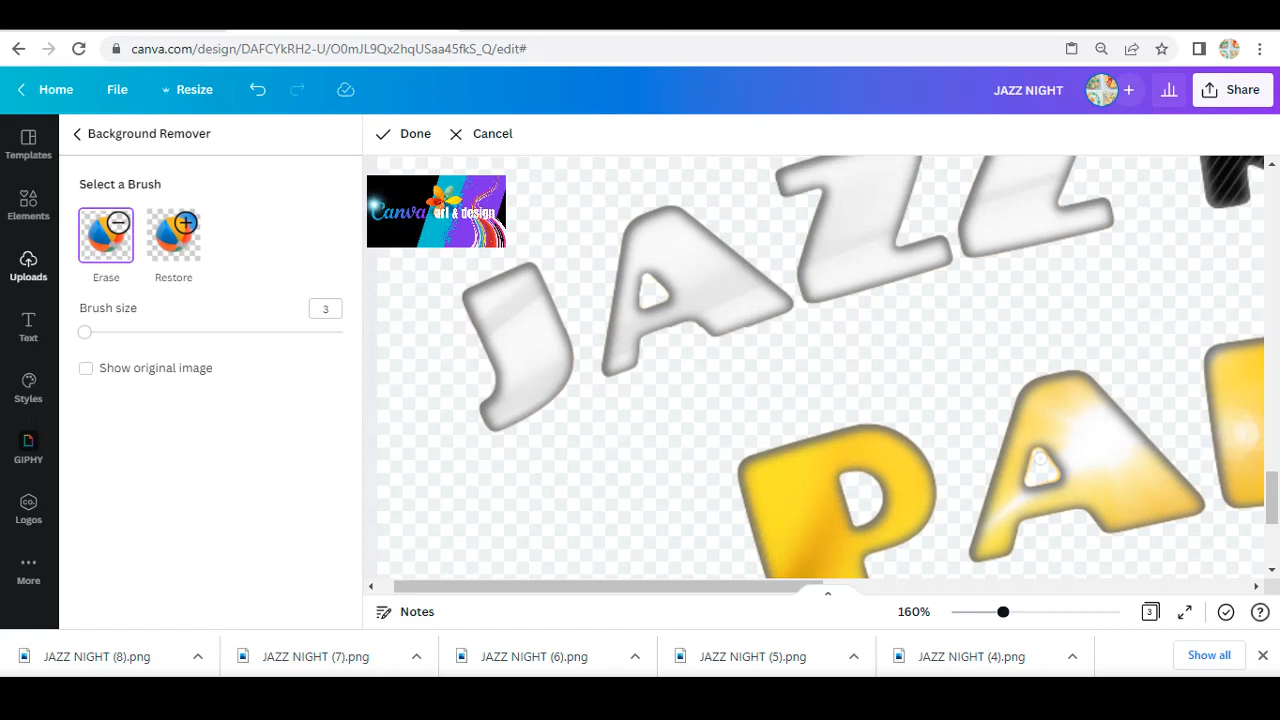 canva.com/design/DAFCYkRH2-U/O0mJL9Qx2hqUSaa45fkS_Q/edit#
Home File Resize JAZZ NIGHT + Share
Templates
Elements
Uploads
Text
Styles
GIPHY
Logos
More
Background Remover
Select a Brush
Erase Restore
Brush size 3
Show original image
Done Cancel
Canva art & design
JAZZ
PA
Notes 160% 3
JAZZ NIGHT (8).png JAZZ NIGHT (7).png JAZZ NIGHT (6).png JAZZ NIGHT (5).png JAZZ NIGHT (4).png Show all